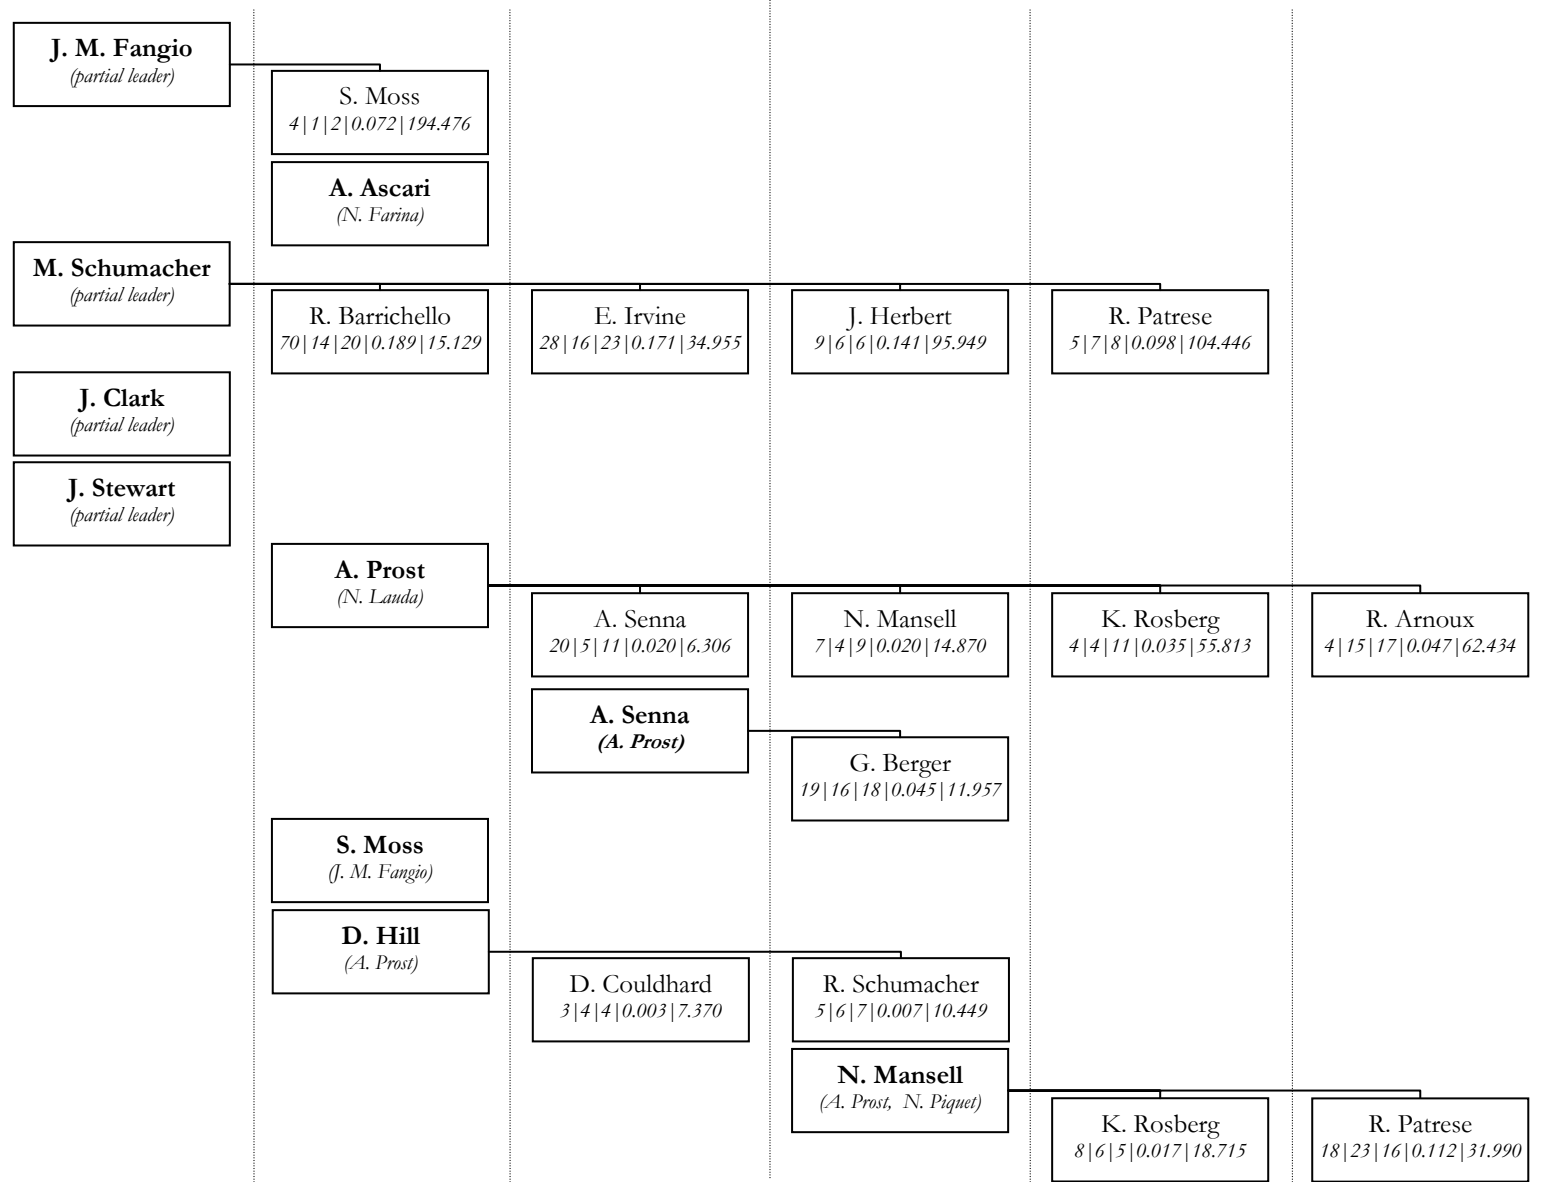 J. M. Fangio
(partial leader)
S. Moss
4|1|2|0.072|194.476
A. Ascari
(N. Farina)
M. Schumacher
(partial leader)
R. Barrichello
70|14|20|0.189|15.129
E. Irvine
28|16|23|0.171|34.955
J. Herbert
9|6|6|0.141|95.949
R. Patrese
5|7|8|0.098|104.446
J. Clark
(partial leader)
J. Stewart
(partial leader)
A. Prost
(N. Lauda)
A. Senna
20|5|11|0.020|6.306
N. Mansell
7|4|9|0.020|14.870
K. Rosberg
4|4|11|0.035|55.813
R. Arnoux
4|15|17|0.047|62.434
A. Senna
(A. Prost)
G. Berger
19|16|18|0.045|11.957
S. Moss
(J. M. Fangio)
D. Hill
(A. Prost)
D. Couldhard
3|4|4|0.003|7.370
R. Schumacher
5|6|7|0.007|10.449
N. Mansell
(A. Prost, N. Piquet)
K. Rosberg
8|6|5|0.017|18.715
R. Patrese
18|23|16|0.112|31.990